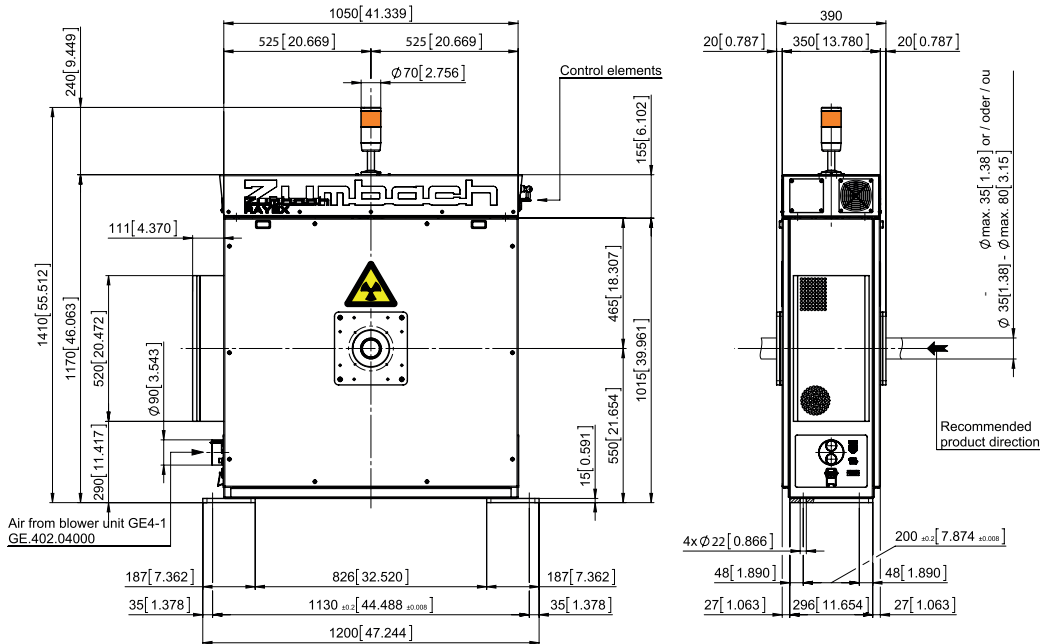 1050[41.339]
525[20.669]
525[20.669]
Ø70[2.756]
Control elements
240[9.449]
155[6.102]
Zumbach
Zumbach
RAYEX
111[4.370]
1410[55.512]
1170[46.063]
520[20.472]
Ø90[3.543]
290[11.417]
465[18.307]
1015[39.961]
550[21.654]
15[0.591]
Air from blower unit GE4-1
GE.402.04000
187[7.362]
826[32.520]
187[7.362]
35[1.378]
1130 ±0.2[44.488 ±0.008]
35[1.378]
1200[47.244]
390
20[0.787]
350[13.780]
20[0.787]
Ø max. 35[1.38] or / oder / ou
Ø 35[1.38] - Ø max. 80[3.15]
Recommended
product direction
4xØ22[0.866]
200 ±0.2[7.874 ±0.008]
48[1.890]
48[1.890]
27[1.063]
296[11.654]
27[1.063]